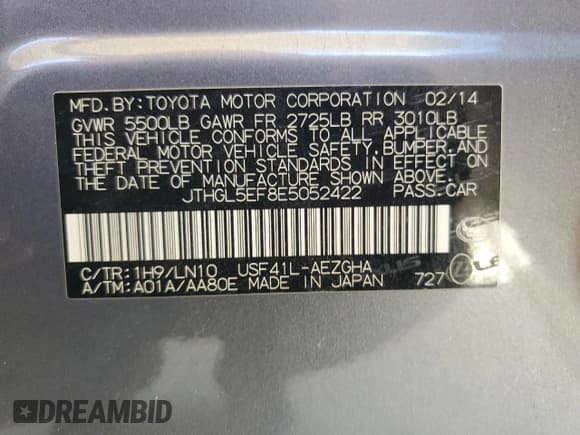 MFD. BY: TOYOTA MOTOR CORPORATION 02/14
GVWR 5500LB GAWR FR 2725LB RR 3010LB
THIS VEHICLE CONFORMS TO ALL APPLICABLE
FEDERAL MOTOR VEHICLE SAFETY, BUMPER, AND
THEFT PREVENTION STANDARDS IN EFFECT ON
THE DATE OF MANUFACTURE SHOWN ABOVE.
JTHGL5EF8E5052422 PASS. CAR
C/TR: 1H9/LN10 USF41L-AEZGHA
A/TM: A01A/AA80E MADE IN JAPAN 727
DREAMBID